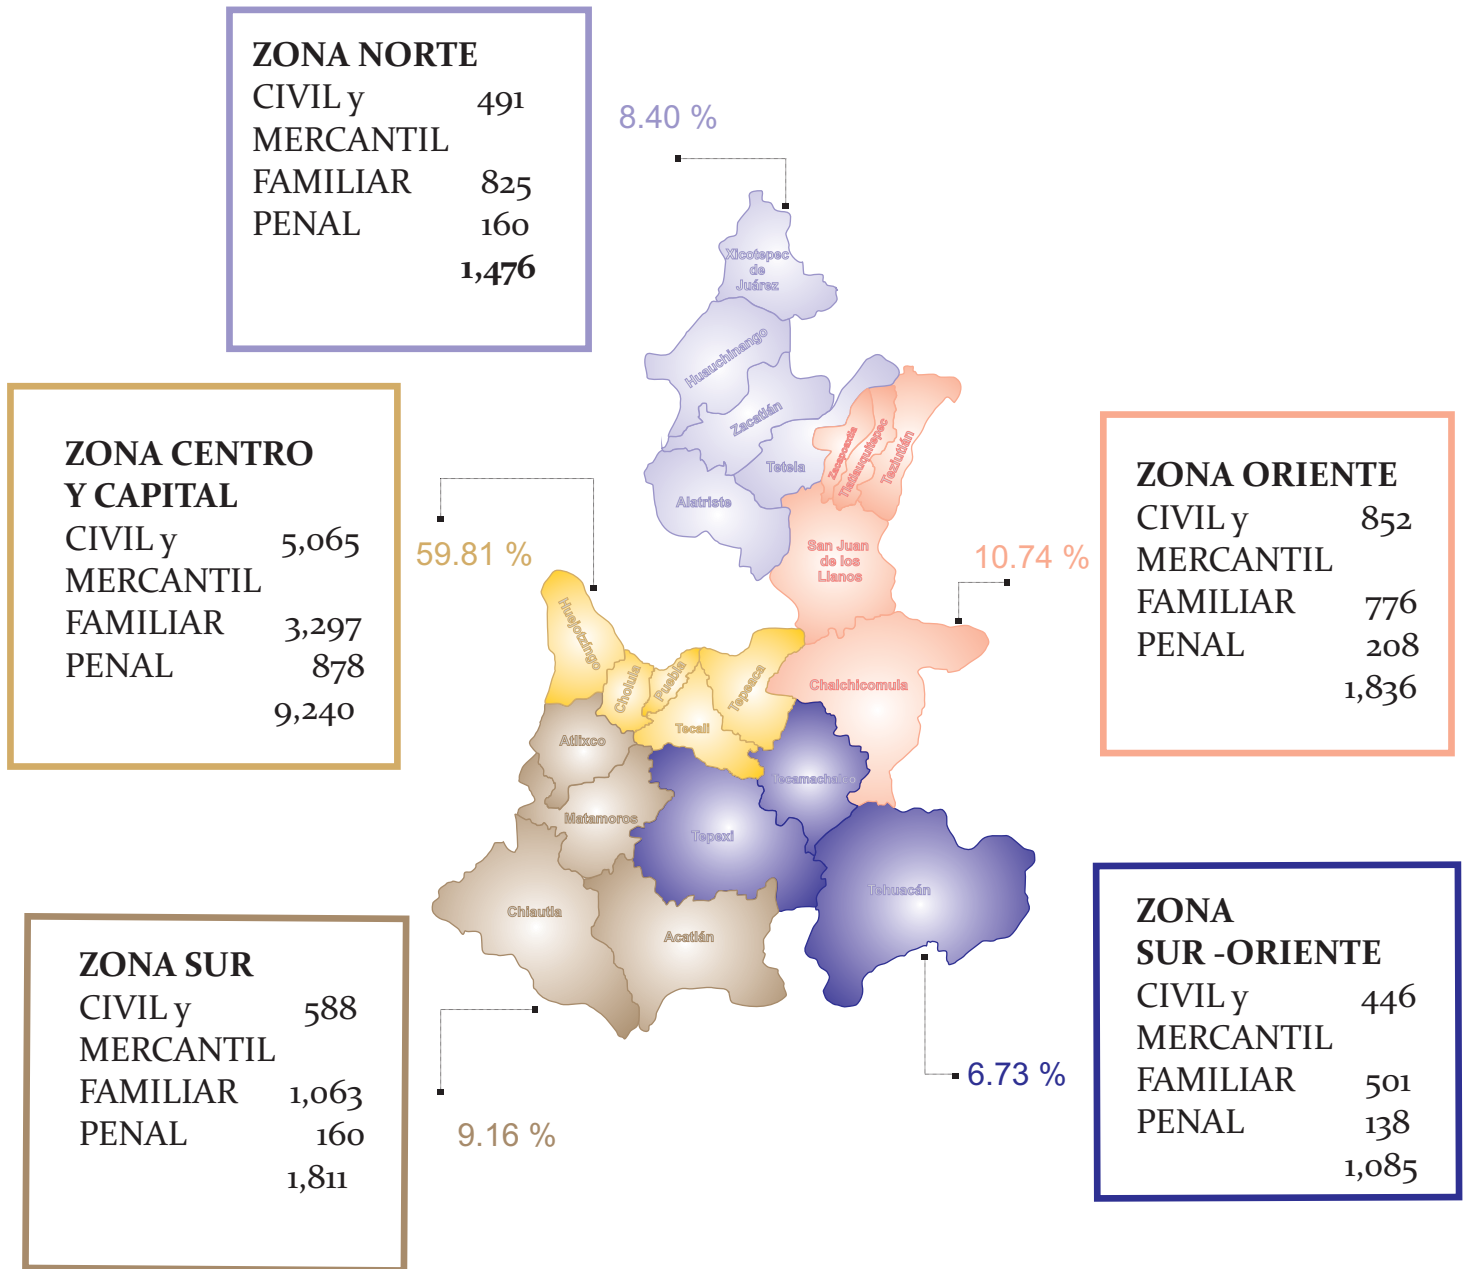 ZONA NORTE
CIVIL y 491
MERCANTIL
FAMILIAR 825
PENAL 160
1,476
8.40 %
ZONA CENTRO
Y CAPITAL
CIVIL y 5,065
MERCANTIL
FAMILIAR 3,297
PENAL 878
9,240
59.81 %
ZONA ORIENTE
CIVIL y 852
MERCANTIL
FAMILIAR 776
PENAL 208
1,836
10.74 %
ZONA SUR
CIVIL y 588
MERCANTIL
FAMILIAR 1,063
PENAL 160
1,811
9.16 %
ZONA
SUR -ORIENTE
CIVIL y 446
MERCANTIL
FAMILIAR 501
PENAL 138
1,085
6.73 %
Xicotepec
de
Juárez
Huauchinango
Zacatlán
Tetela
Alatriste
Zacapoaxtla
Tlatlauquitepec
Teziutlán
San Juan
de los
Llanos
Chalchicomula
Huejotzingo
Cholula
Puebla
Tepeaca
Tecali
Atlixco
Matamoros
Chiautla
Acatlán
Tepexi
Tecamachalco
Tehuacán